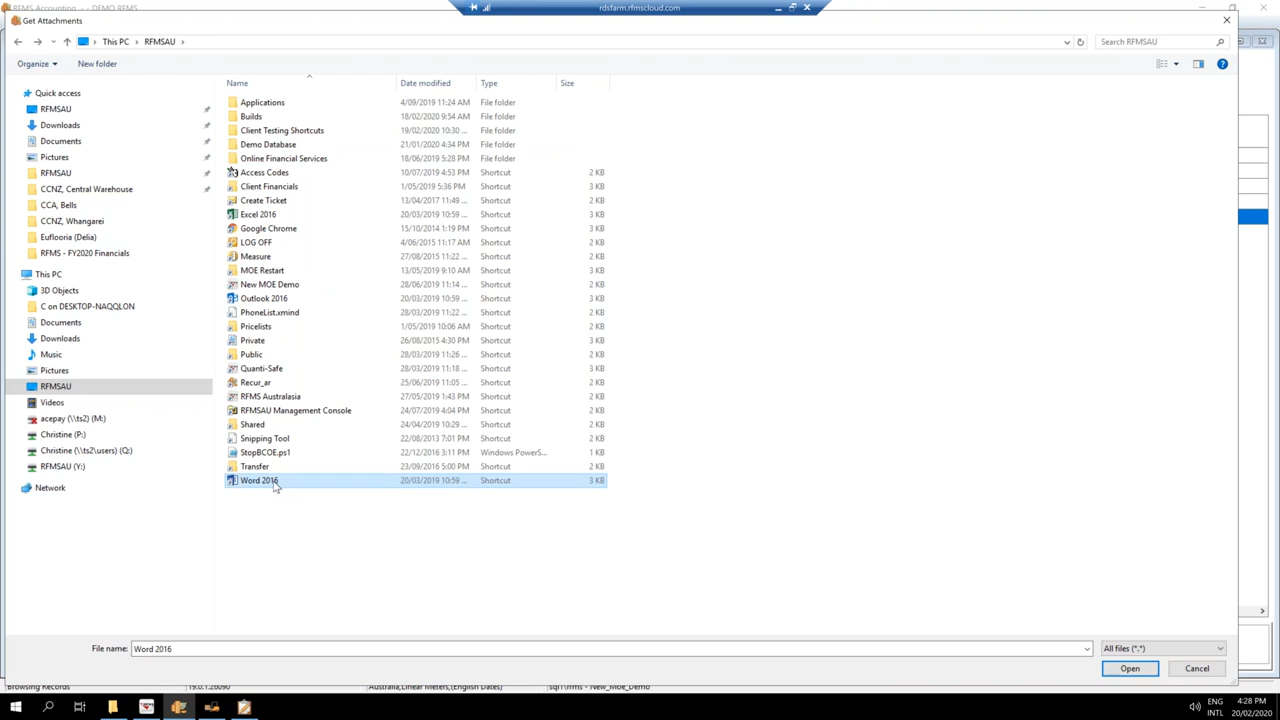 RFMS Accounting - - DEMO RFMS
rdsfarm.rfmscloud.com
Get Attachments
This PC
RFMSAU
Search RFMSAU
Organize
New folder
Name
Date modified
Type
Size
Quick access
RFMSAU
Downloads
Documents
Pictures
RFMSAU
CCNZ, Central Warehouse
CCA, Bells
CCNZ, Whangarei
Euflooria (Delia)
RFMS - FY2020 Financials
This PC
3D Objects
C on DESKTOP-NAQQLON
Documents
Downloads
Music
Pictures
RFMSAU
Videos
acepay (\\ts2) (M:)
Christine (P:)
Christine (\\ts2\users) (Q:)
RFMSAU (Y:)
Network
Applications 4/09/2019 11:24 AM File folder
Builds 18/02/2020 9:54 AM File folder
Client Testing Shortcuts 19/02/2020 10:30 ... File folder
Demo Database 21/01/2020 4:34 PM File folder
Online Financial Services 18/06/2019 5:28 PM File folder
Access Codes 10/07/2019 4:53 PM Shortcut 2 KB
Client Financials 1/05/2019 5:36 PM Shortcut 3 KB
Create Ticket 13/04/2017 11:49 ... Shortcut 2 KB
Excel 2016 20/03/2019 10:59 ... Shortcut 3 KB
Google Chrome 15/10/2014 1:19 PM Shortcut 3 KB
LOG OFF 4/06/2015 11:17 AM Shortcut 2 KB
Measure 27/08/2015 11:22 ... Shortcut 2 KB
MOE Restart 13/05/2019 9:10 AM Shortcut 2 KB
New MOE Demo 28/06/2019 11:14 ... Shortcut 2 KB
Outlook 2016 20/03/2019 10:59 ... Shortcut 3 KB
PhoneList.xmind 28/03/2019 11:22 ... Shortcut 2 KB
Pricelists 1/05/2019 10:06 AM Shortcut 2 KB
Private 26/08/2015 4:30 PM Shortcut 3 KB
Public 28/03/2019 11:26 ... Shortcut 2 KB
Quanti-Safe 28/03/2019 11:18 ... Shortcut 2 KB
Recur_ar 25/06/2019 11:05 ... Shortcut 2 KB
RFMS Australasia 27/05/2019 1:43 PM Shortcut 2 KB
RFMSAU Management Console 24/07/2019 4:04 PM Shortcut 2 KB
Shared 24/04/2019 10:29 ... Shortcut 2 KB
Snipping Tool 22/08/2013 7:01 PM Shortcut 2 KB
StopBCOE.ps1 22/12/2016 3:11 PM Windows PowerS... 1 KB
Transfer 23/09/2016 5:00 PM Shortcut 2 KB
Word 2016 20/03/2019 10:59 ... Shortcut 3 KB
File name: Word 2016
All files (*.*)
Open
Cancel
Browsing Records
19.0.1.26090
Australia,Linear Meters,(English Dates)
sql1\rfms - New_Moe_Demo
ENG
INTL
4:28 PM
20/02/2020